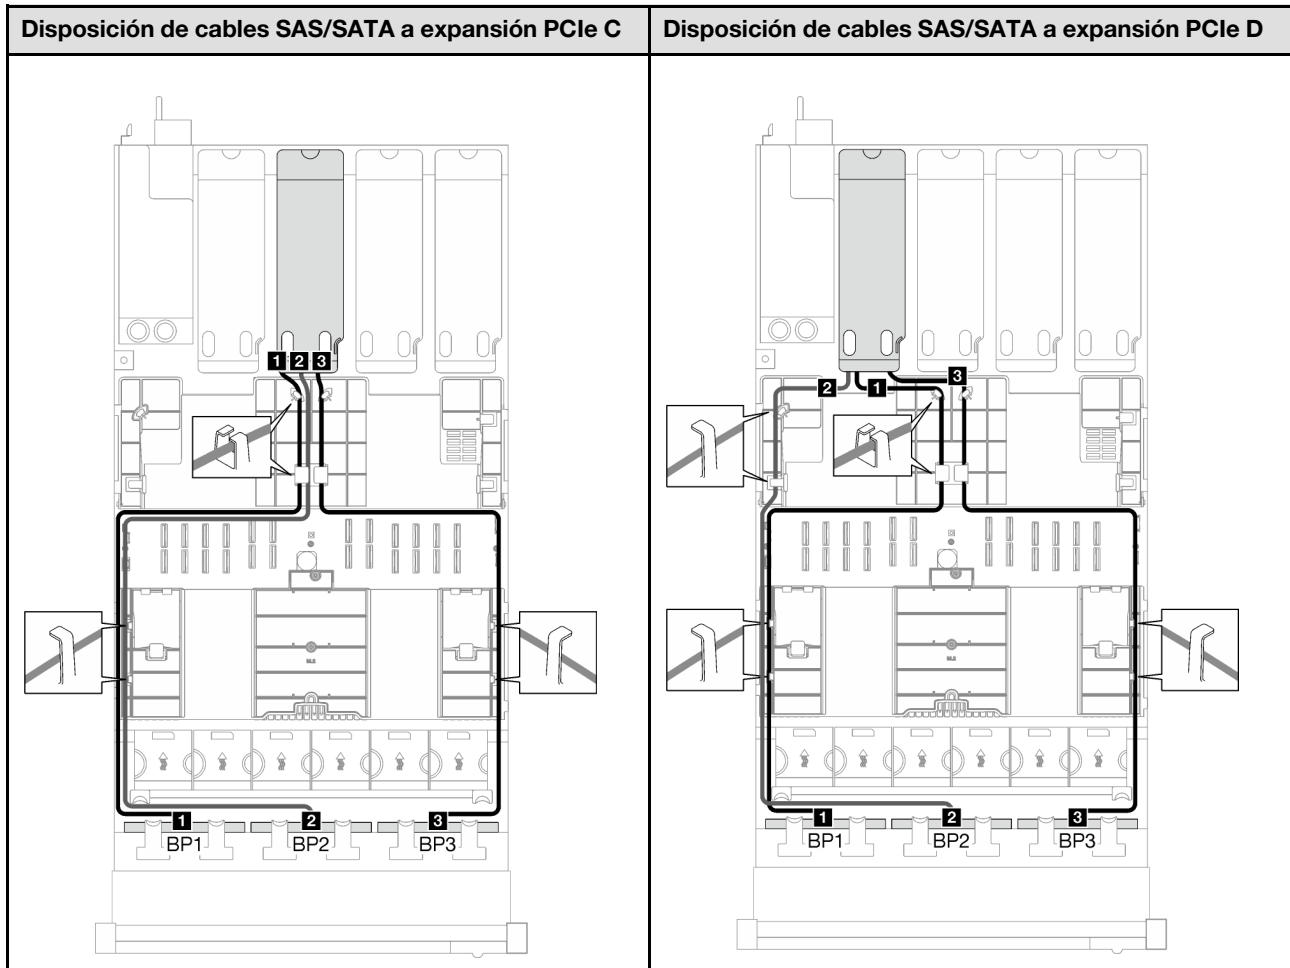 Disposición de cables SAS/SATA a expansión PCIe C
Disposición de cables SAS/SATA a expansión PCIe D
1 2 3
1 2 3
BP1 BP2 BP3
2 1 3
1 2 3
BP1 BP2 BP3